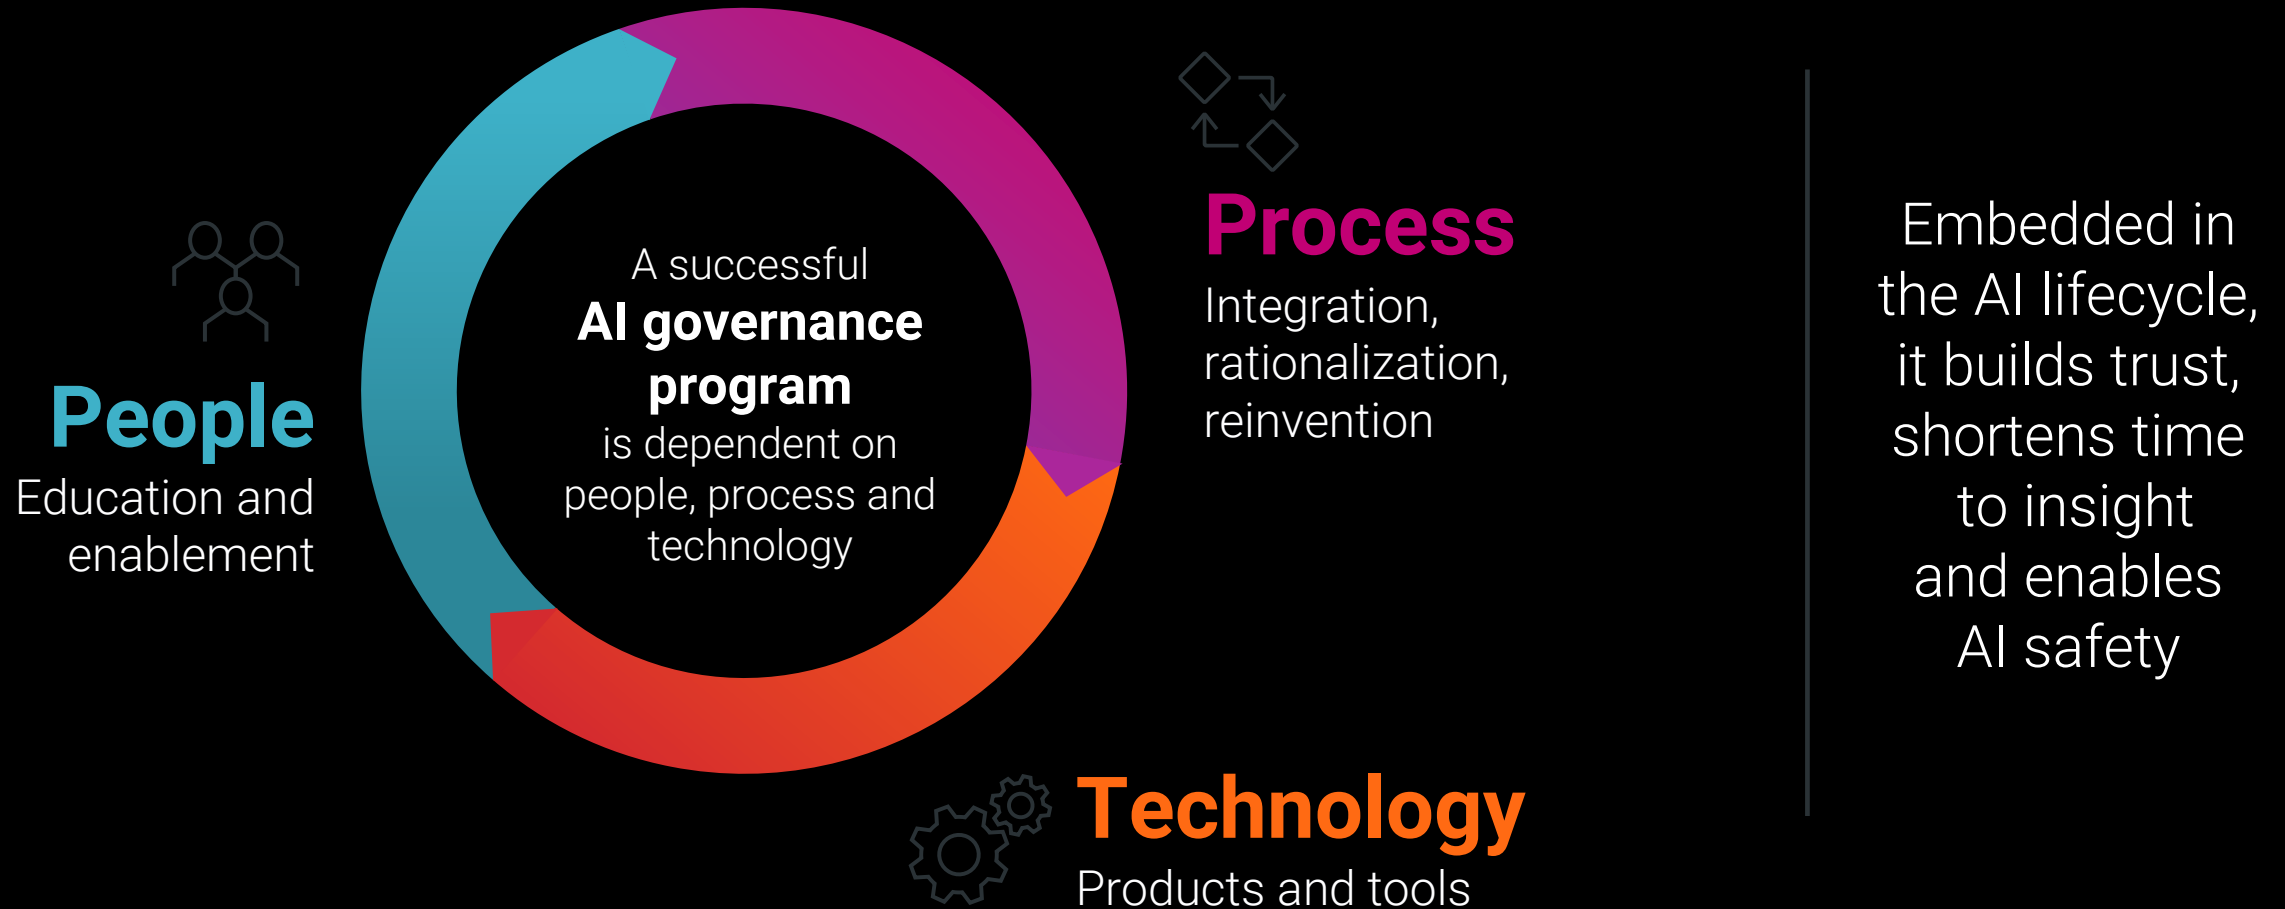 People
Education and
enablement
A successful
AI governance
program
is dependent on
people, process and
technology
Process
Integration,
rationalization,
reinvention
Technology
Products and tools
Embedded in
the AI lifecycle,
it builds trust,
shortens time
to insight
and enables
AI safety